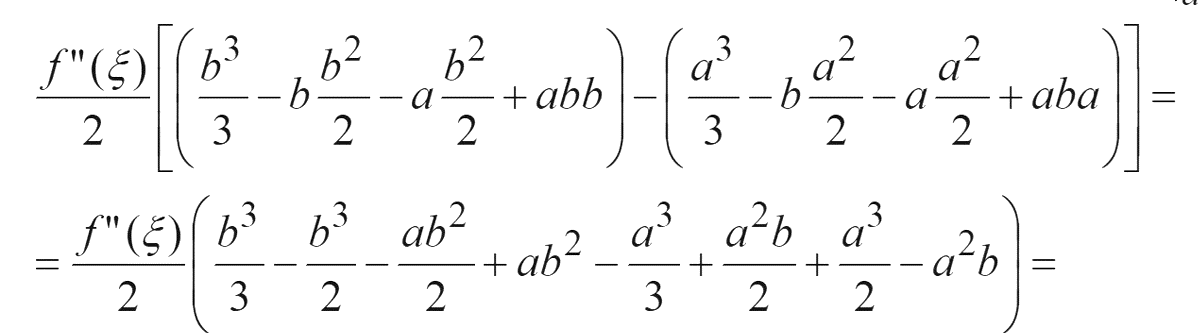 f"(ξ)/2 [(b³/3 − b b²/2 − a b²/2 + abb) − (a³/3 − b a²/2 − a a²/2 + aba)] =
= f"(ξ)/2 (b³/3 − b³/2 − ab²/2 + ab² − a³/3 + a²b/2 + a³/2 − a²b) =